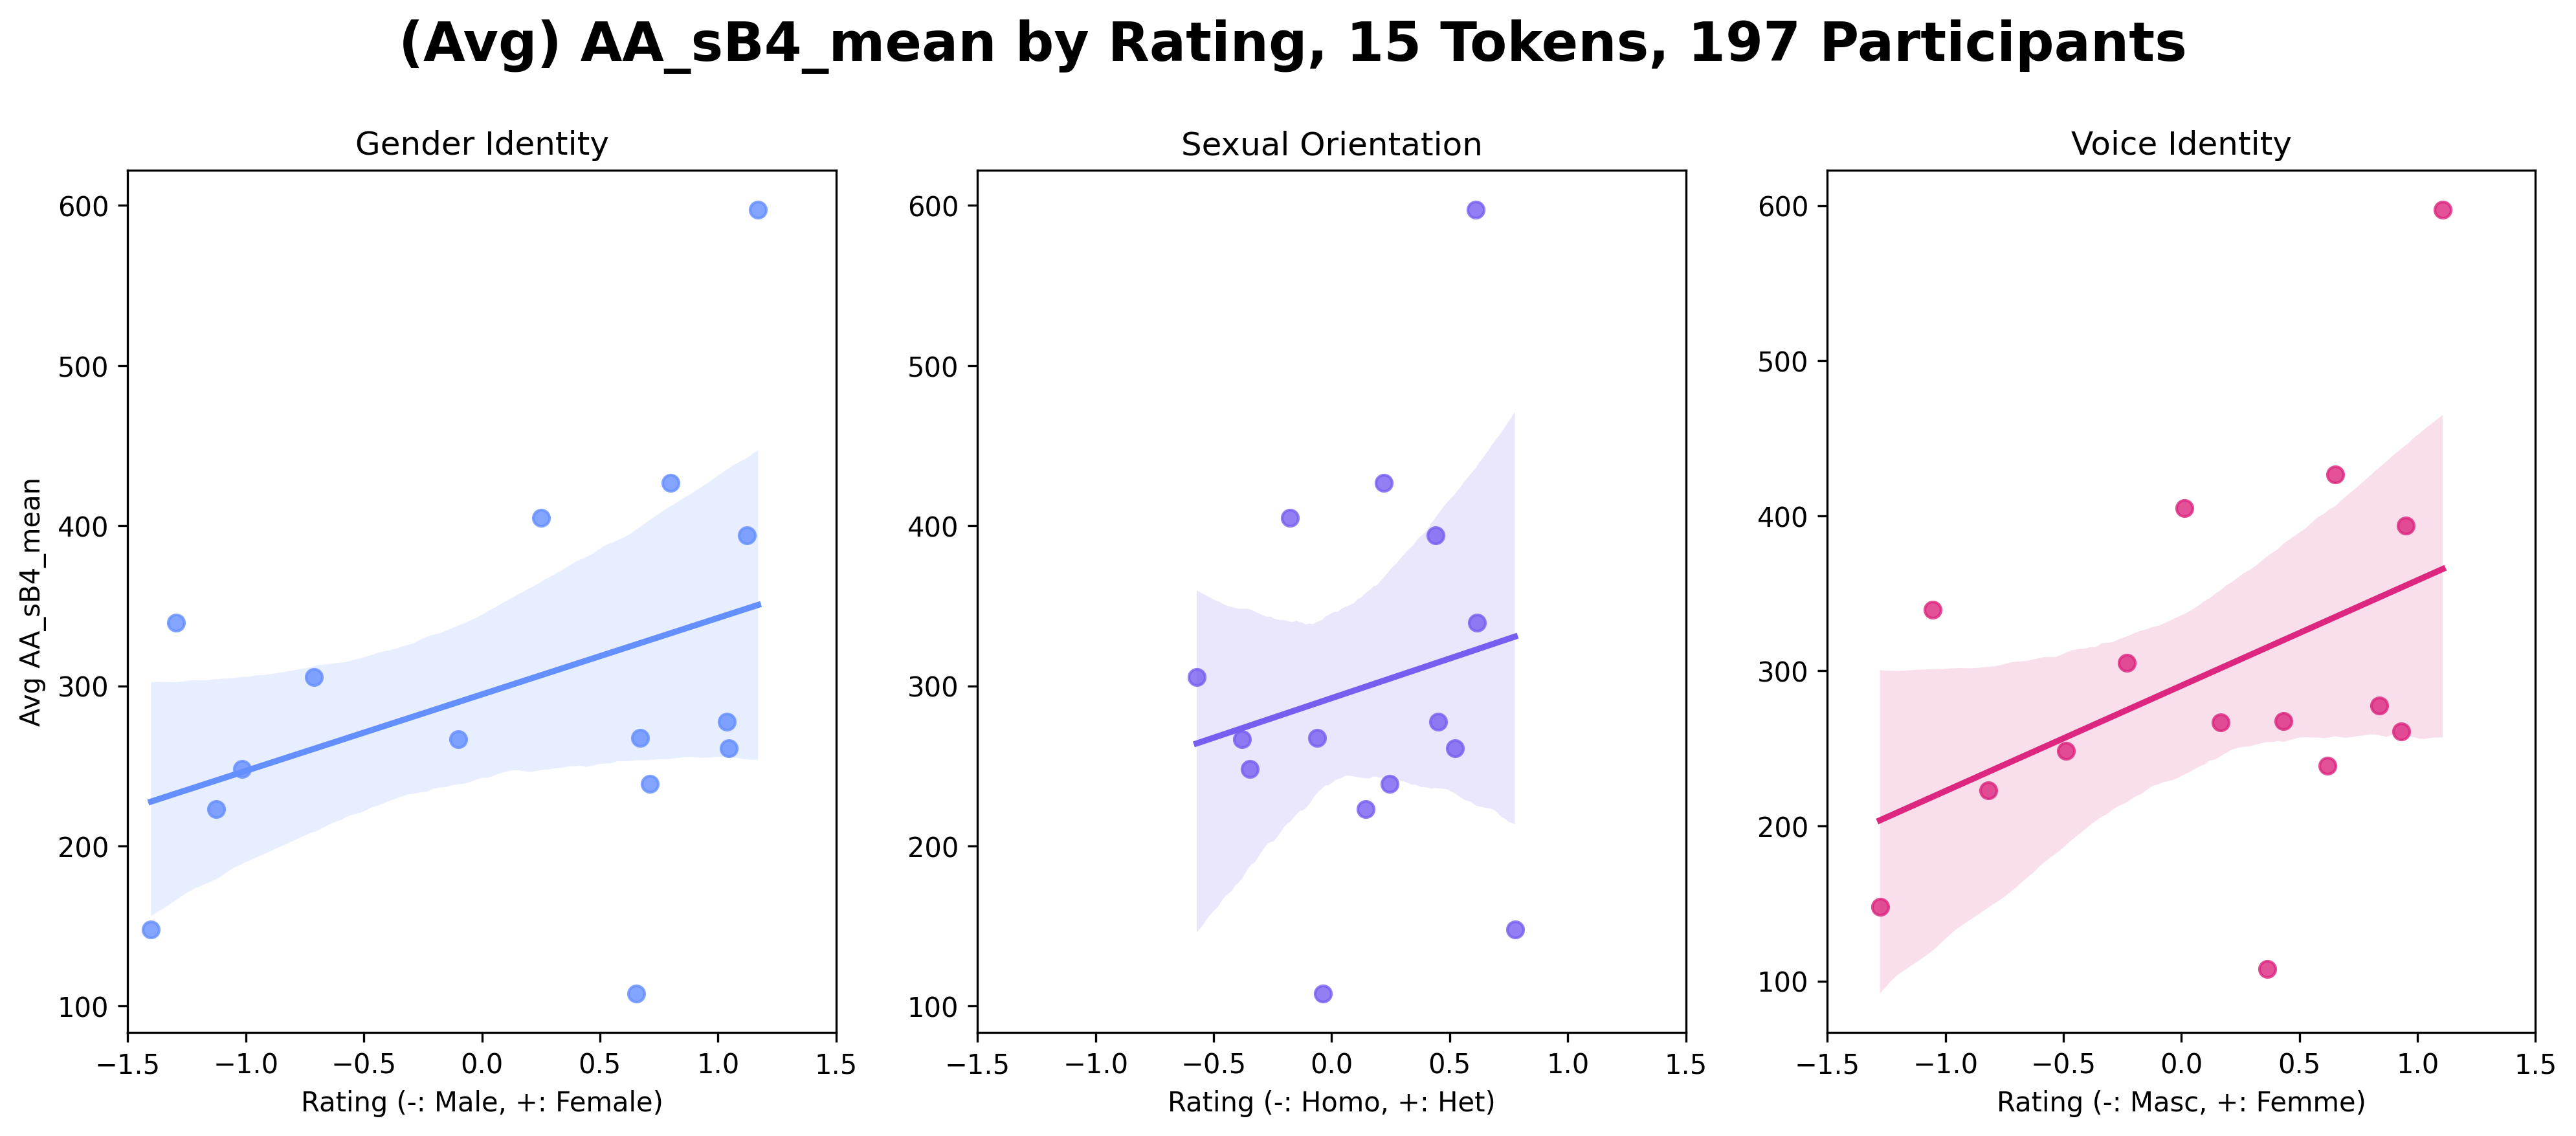 (Avg) AA_sB4_mean by Rating, 15 Tokens, 197 Participants
Gender Identity
Sexual Orientation
Voice Identity
Avg AA_sB4_mean
600
500
400
300
200
100
−1.5 −1.0 −0.5 0.0 0.5 1.0 1.5
Rating (-: Male, +: Female)
600
500
400
300
200
100
−1.5 −1.0 −0.5 0.0 0.5 1.0 1.5
Rating (-: Homo, +: Het)
600
500
400
300
200
100
−1.5 −1.0 −0.5 0.0 0.5 1.0 1.5
Rating (-: Masc, +: Femme)